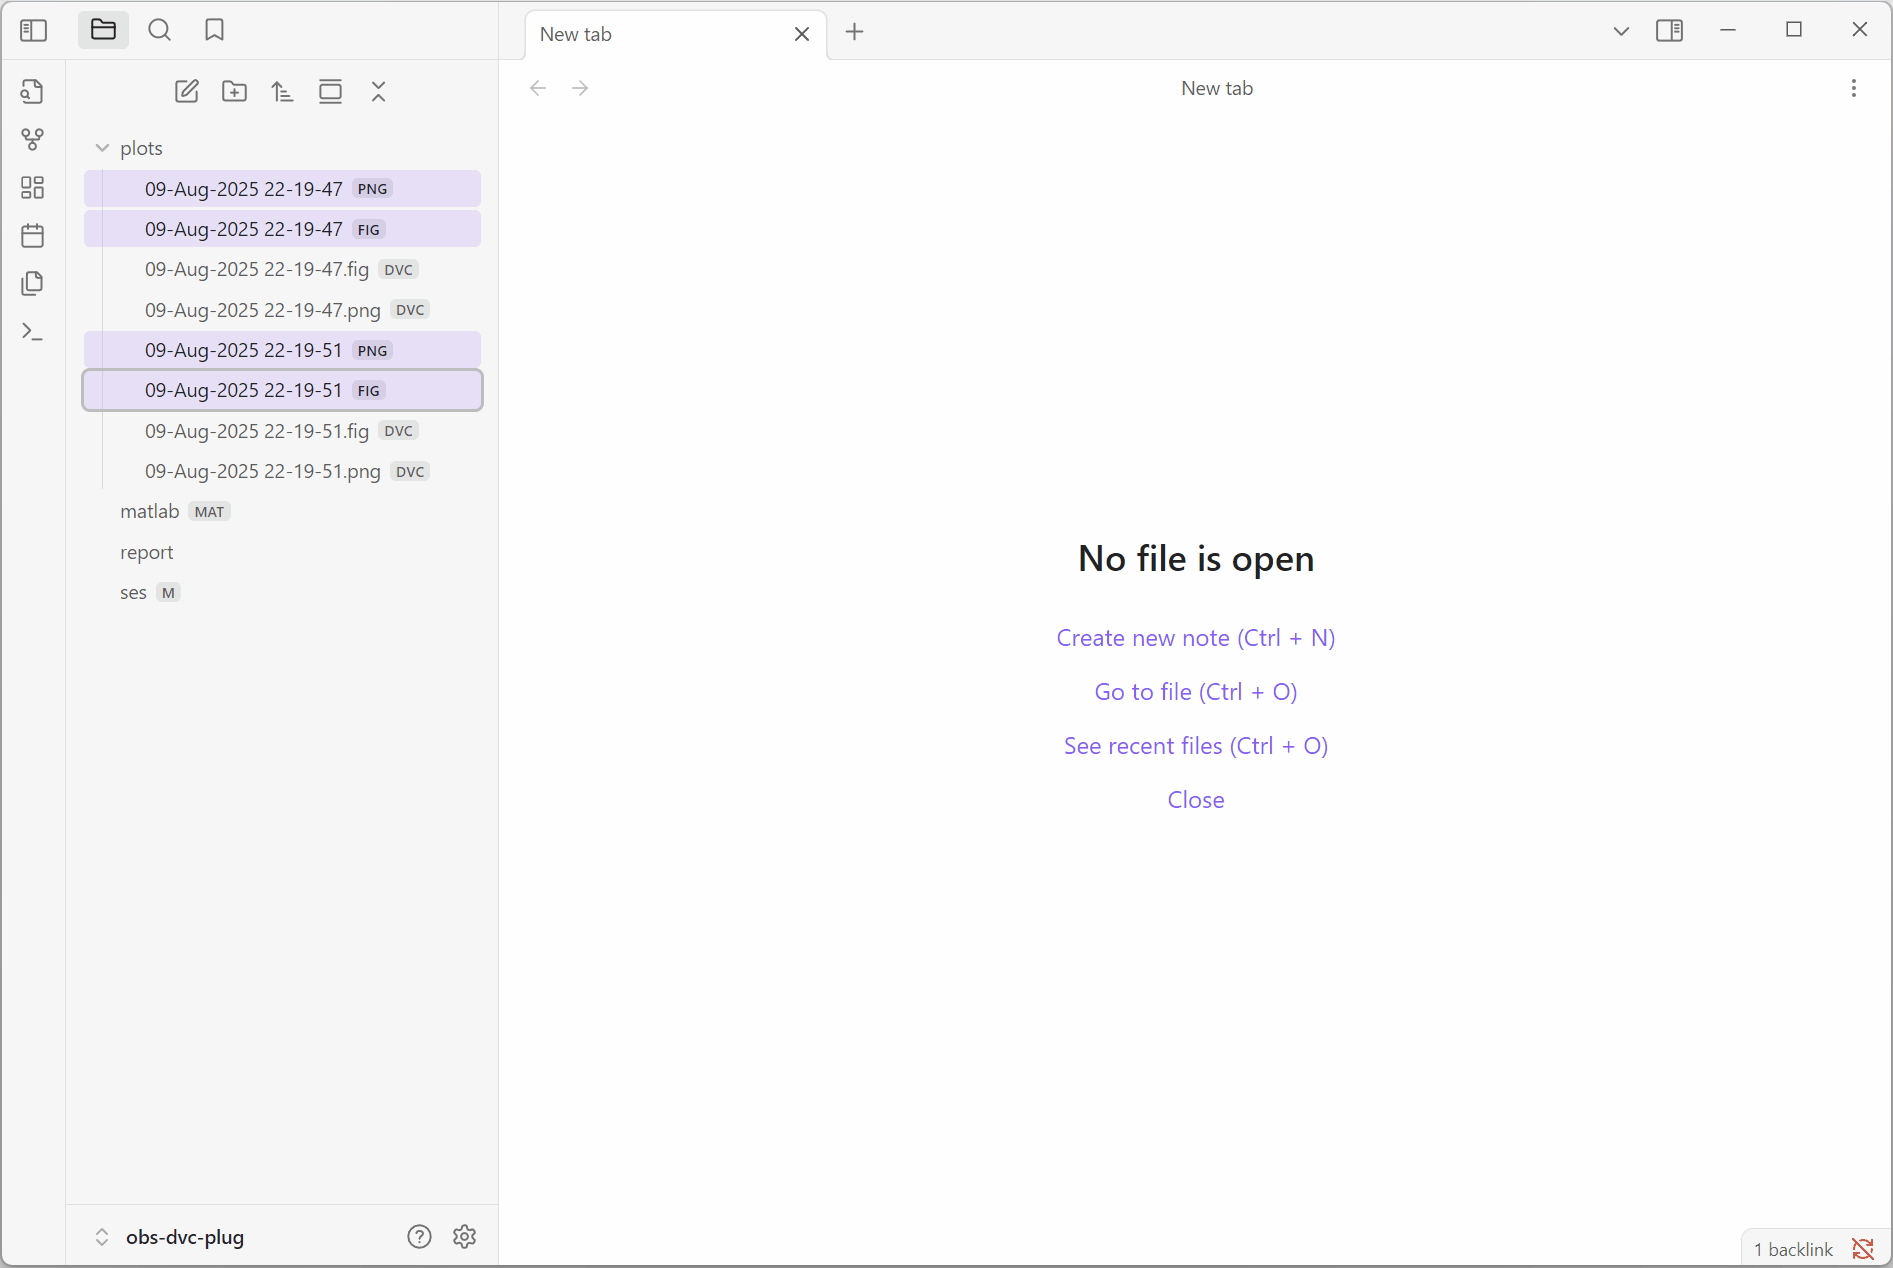 New tab
New tab
plots
09-Aug-2025 22-19-47 PNG
09-Aug-2025 22-19-47 FIG
09-Aug-2025 22-19-47.fig DVC
09-Aug-2025 22-19-47.png DVC
09-Aug-2025 22-19-51 PNG
09-Aug-2025 22-19-51 FIG
09-Aug-2025 22-19-51.fig DVC
09-Aug-2025 22-19-51.png DVC
matlab MAT
report
ses M
No file is open
Create new note (Ctrl + N)
Go to file (Ctrl + O)
See recent files (Ctrl + O)
Close
obs-dvc-plug
1 backlink